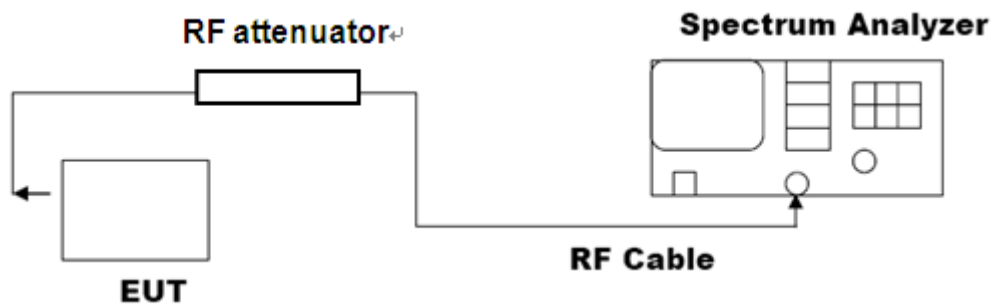 Spectrum Analyzer
RF attenuator↵
RF Cable
EUT